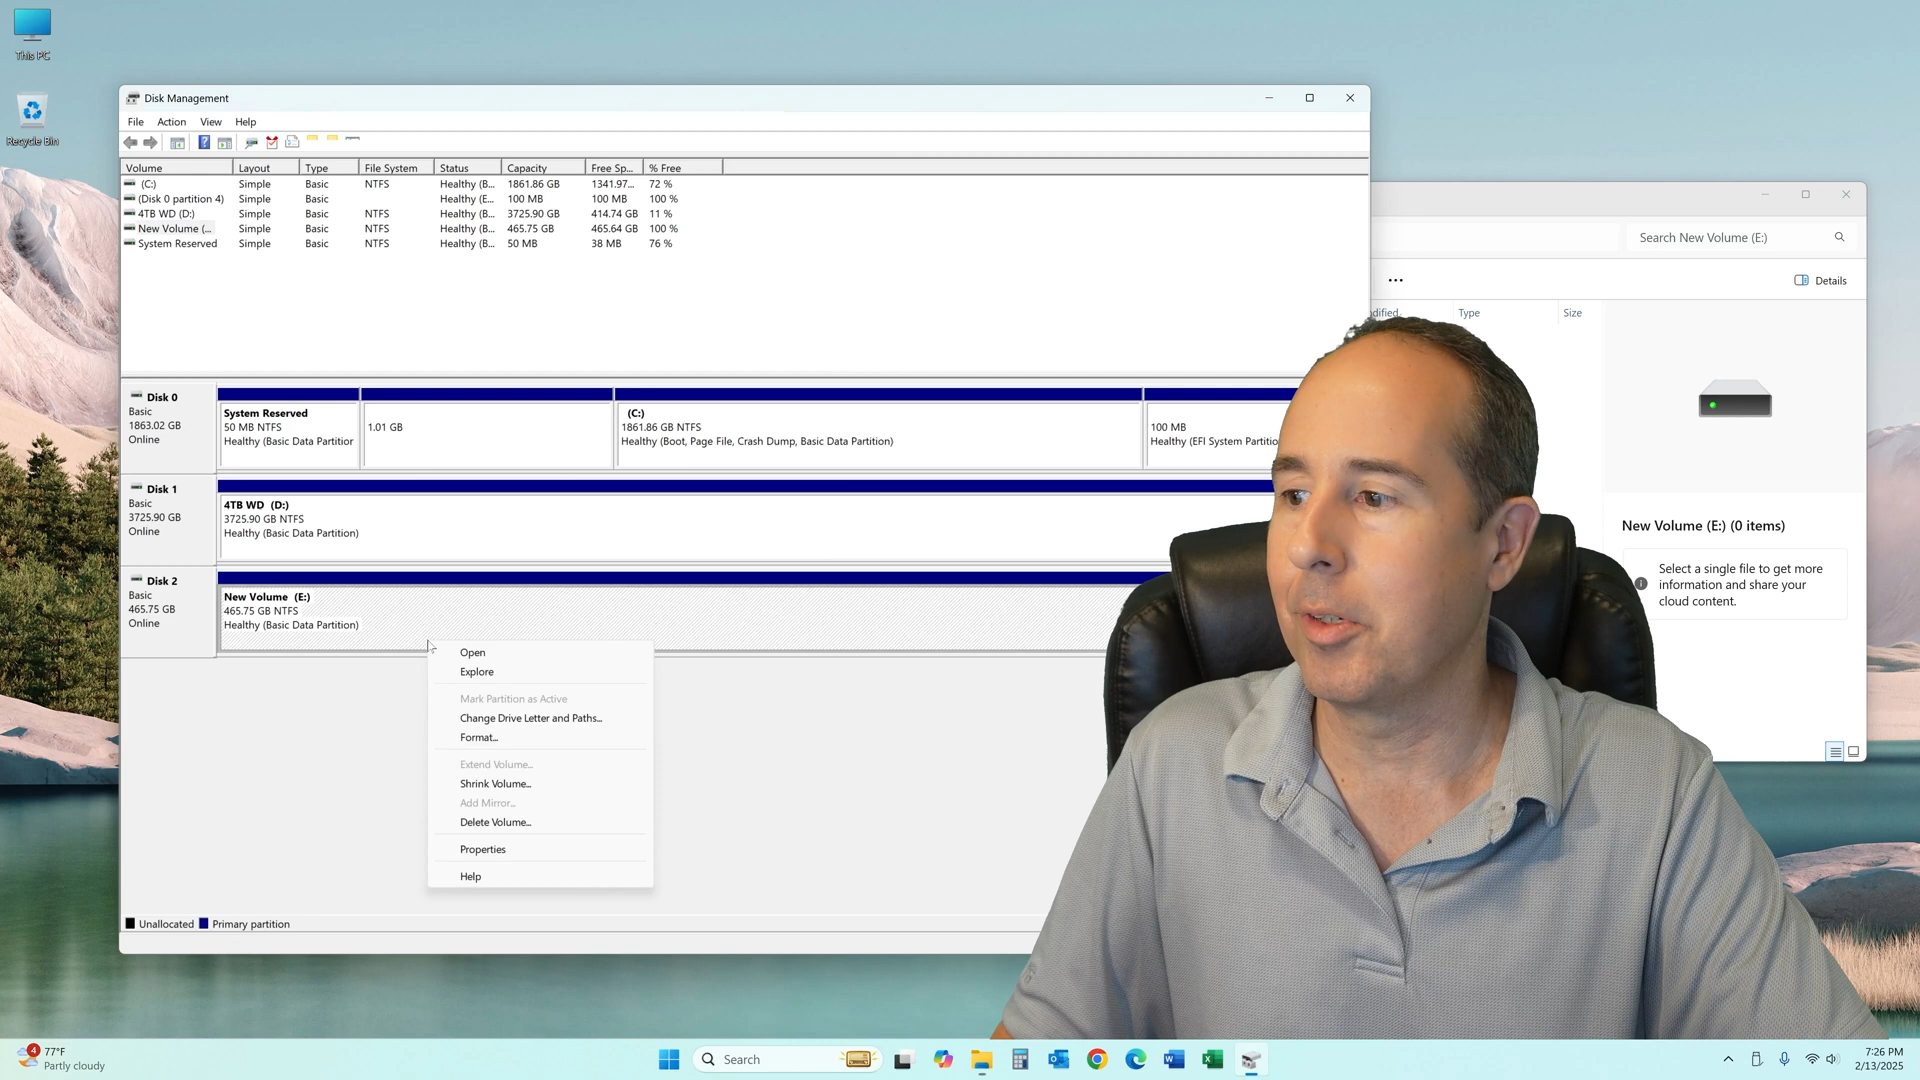 This PC
Recycle Bin
Disk Management
File Action View Help
Volume Layout Type File System Status Capacity Free Sp... % Free
(C:) Simple Basic NTFS Healthy (B... 1861.86 GB 1341.97... 72 %
(Disk 0 partition 4) Simple Basic Healthy (E... 100 MB 100 MB 100 %
4TB WD (D:) Simple Basic NTFS Healthy (B... 3725.90 GB 414.74 GB 11 %
New Volume (... Simple Basic NTFS Healthy (B... 465.75 GB 465.64 GB 100 %
System Reserved Simple Basic NTFS Healthy (B... 50 MB 38 MB 76 %
Disk 0
Basic
1863.02 GB
Online
System Reserved
50 MB NTFS
Healthy (Basic Data Partition
1.01 GB
(C:)
1861.86 GB NTFS
Healthy (Boot, Page File, Crash Dump, Basic Data Partition)
100 MB
Healthy (EFI System Partitio
Disk 1
Basic
3725.90 GB
Online
4TB WD (D:)
3725.90 GB NTFS
Healthy (Basic Data Partition)
Disk 2
Basic
465.75 GB
Online
New Volume (E:)
465.75 GB NTFS
Healthy (Basic Data Partition)
Open
Explore
Mark Partition as Active
Change Drive Letter and Paths...
Format...
Extend Volume...
Shrink Volume...
Add Mirror...
Delete Volume...
Properties
Help
Unallocated Primary partition
Search New Volume (E:)
Details
dified Type Size
New Volume (E:) (0 items)
Select a single file to get more
information and share your
cloud content.
4
77°F
Partly cloudy
Search
7:26 PM
2/13/2025